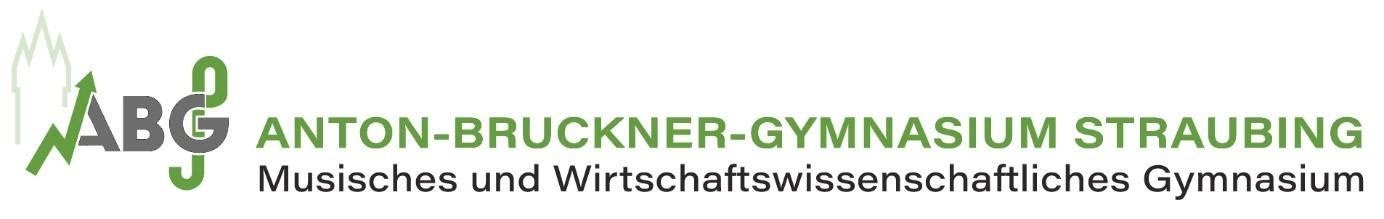 ABG
ANTON-BRUCKNER-GYMNASIUM STRAUBING
Musisches und Wirtschaftswissenschaftliches Gymnasium